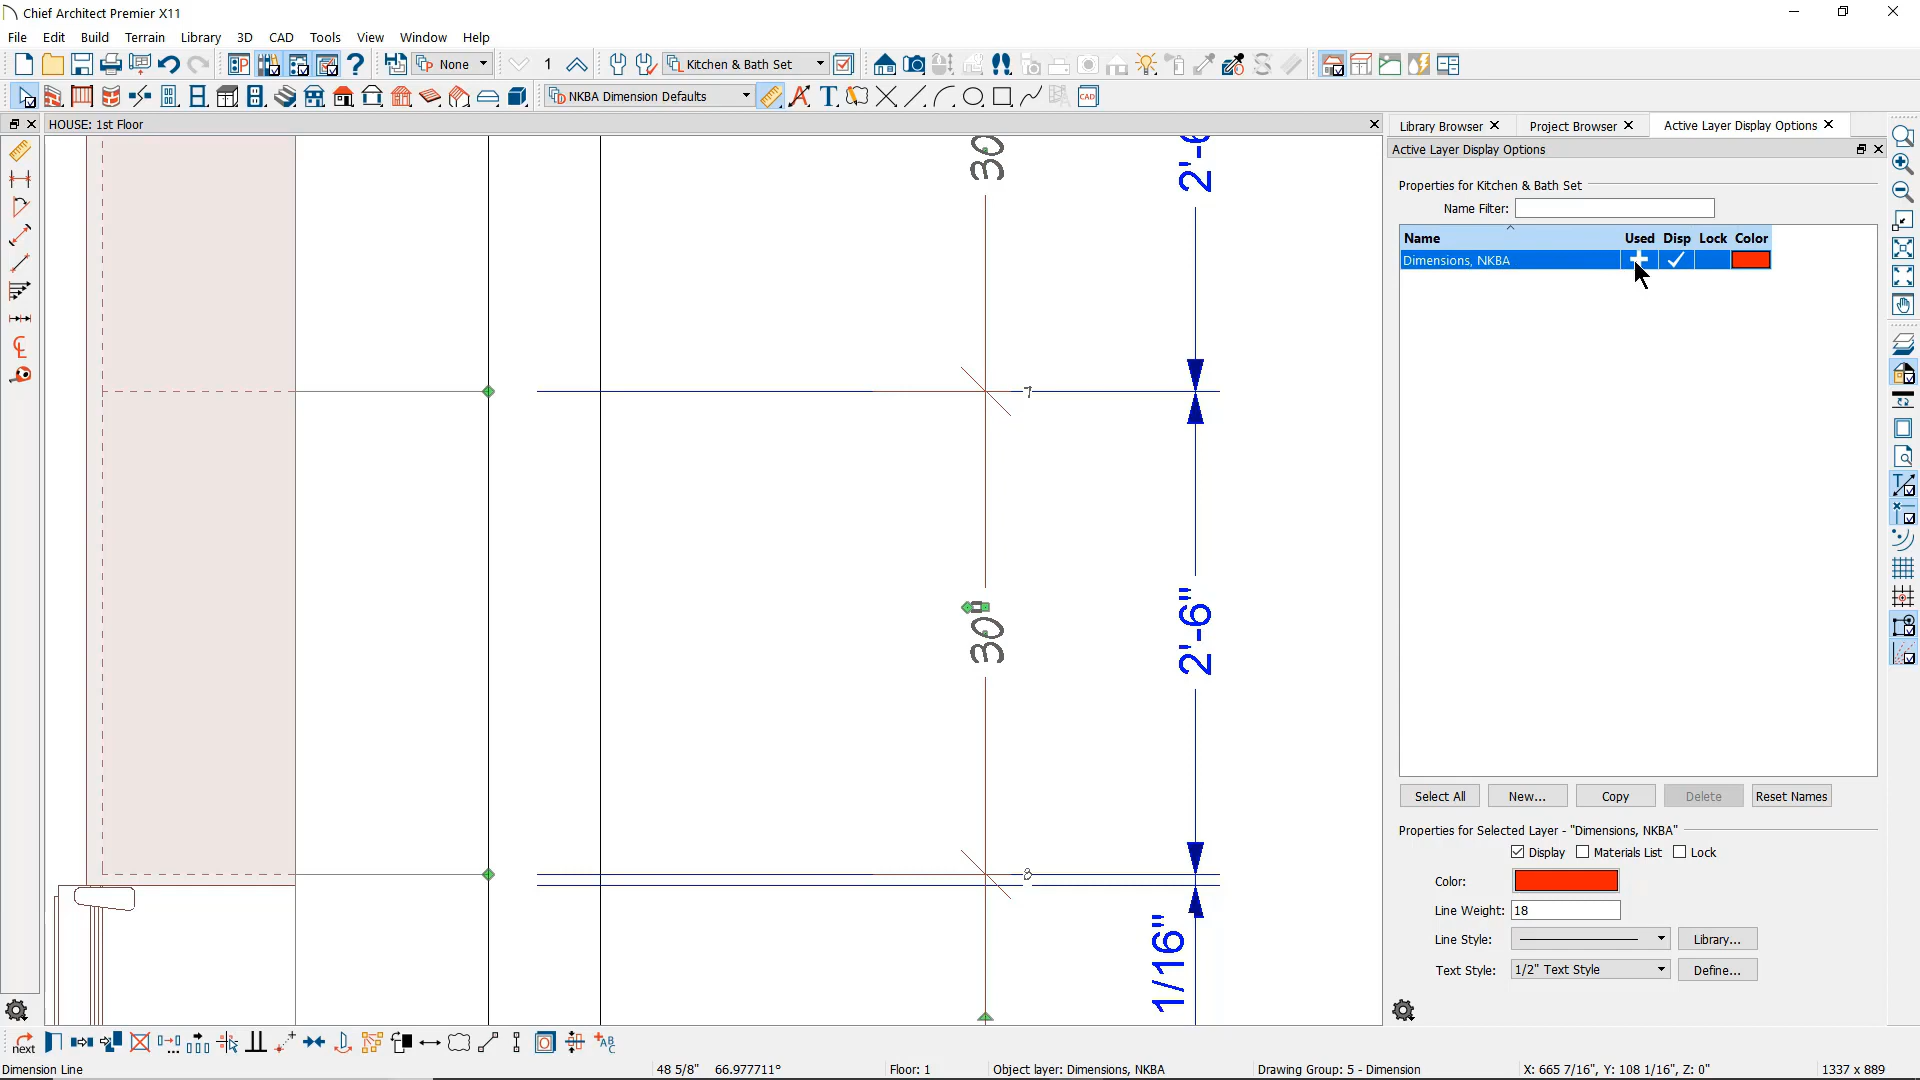 Chief Architect Premier X11
File Edit Build Terrain Library 3D CAD Tools View Window Help
None 1 Kitchen & Bath Set
NKBA Dimension Defaults CAD
HOUSE: 1st Floor
Library Browser Project Browser Active Layer Display Options
Active Layer Display Options
Properties for Kitchen & Bath Set
Name Filter:
Name Used Disp Lock Color
Dimensions, NKBA
30
2'-6
7
30
2'-6"
8
1/16"
Select All New... Copy Delete Reset Names
Properties for Selected Layer - "Dimensions, NKBA"
Display Materials List Lock
Color:
Line Weight: 18
Line Style: Library...
Text Style: 1/2" Text Style Define...
next
Dimension Line 48 5/8" 66.977711° Floor: 1 Object layer: Dimensions, NKBA Drawing Group: 5 - Dimension X: 665 7/16", Y: 108 1/16", Z: 0" 1337 x 889